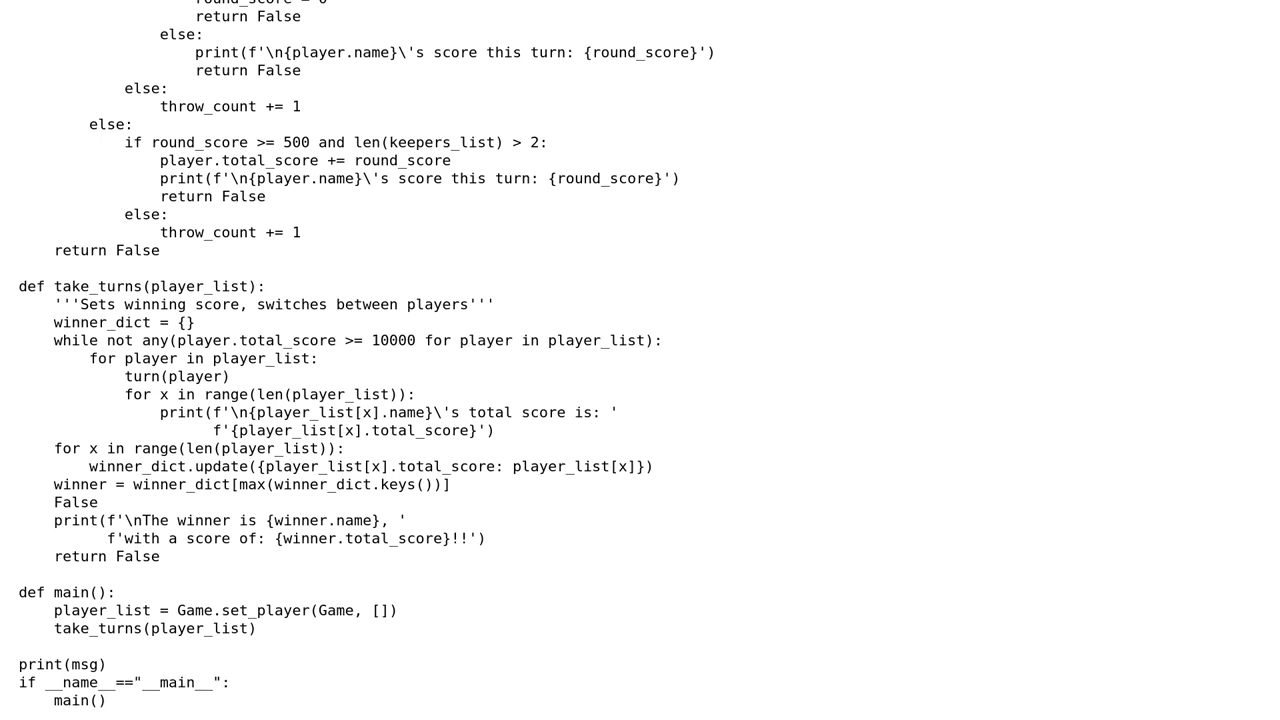 round_score = 0
return False
else:
print(f'\n{player.name}\'s score this turn: {round_score}')
return False
else:
throw_count += 1
else:
if round_score >= 500 and len(keepers_list) > 2:
player.total_score += round_score
print(f'\n{player.name}\'s score this turn: {round_score}')
return False
else:
throw_count += 1
return False
def take_turns(player_list):
'''Sets winning score, switches between players'''
winner_dict = {}
while not any(player.total_score >= 10000 for player in player_list):
for player in player_list:
turn(player)
for x in range(len(player_list)):
print(f'\n{player_list[x].name}\'s total score is: '
f'{player_list[x].total_score}')
for x in range(len(player_list)):
winner_dict.update({player_list[x].total_score: player_list[x]})
winner = winner_dict[max(winner_dict.keys())]
False
print(f'\nThe winner is {winner.name}, '
f'with a score of: {winner.total_score}!!')
return False
def main():
player_list = Game.set_player(Game, [])
take_turns(player_list)
print(msg)
if __name__=="__main__":
main()